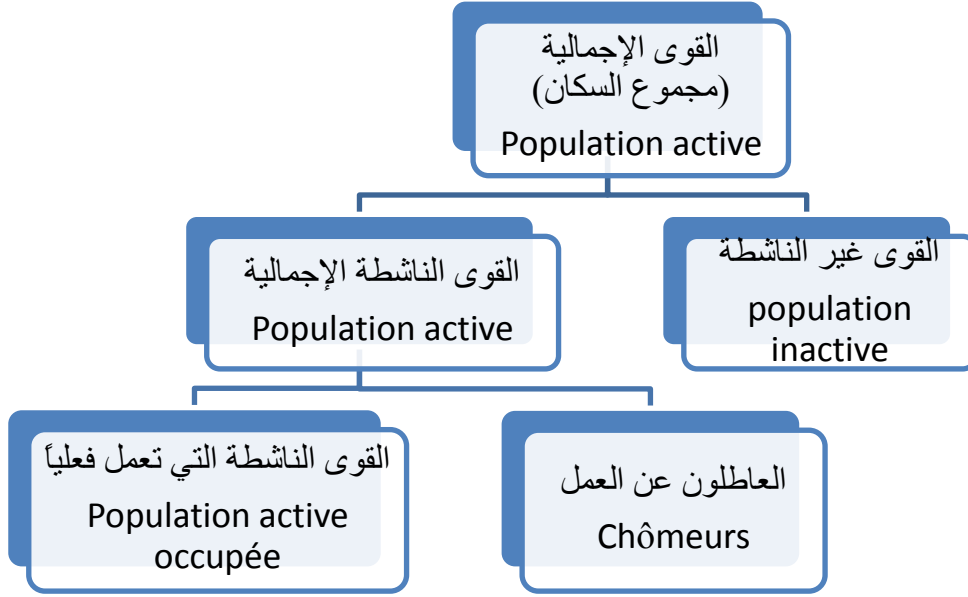 القوى الإجمالية
(مجموع السكان)
Population active
القوى الناشطة الإجمالية
Population active
القوى غير الناشطة
population
inactive
القوى الناشطة التي تعمل فعلياً
Population active
occupée
العاطلون عن العمل
Chômeurs